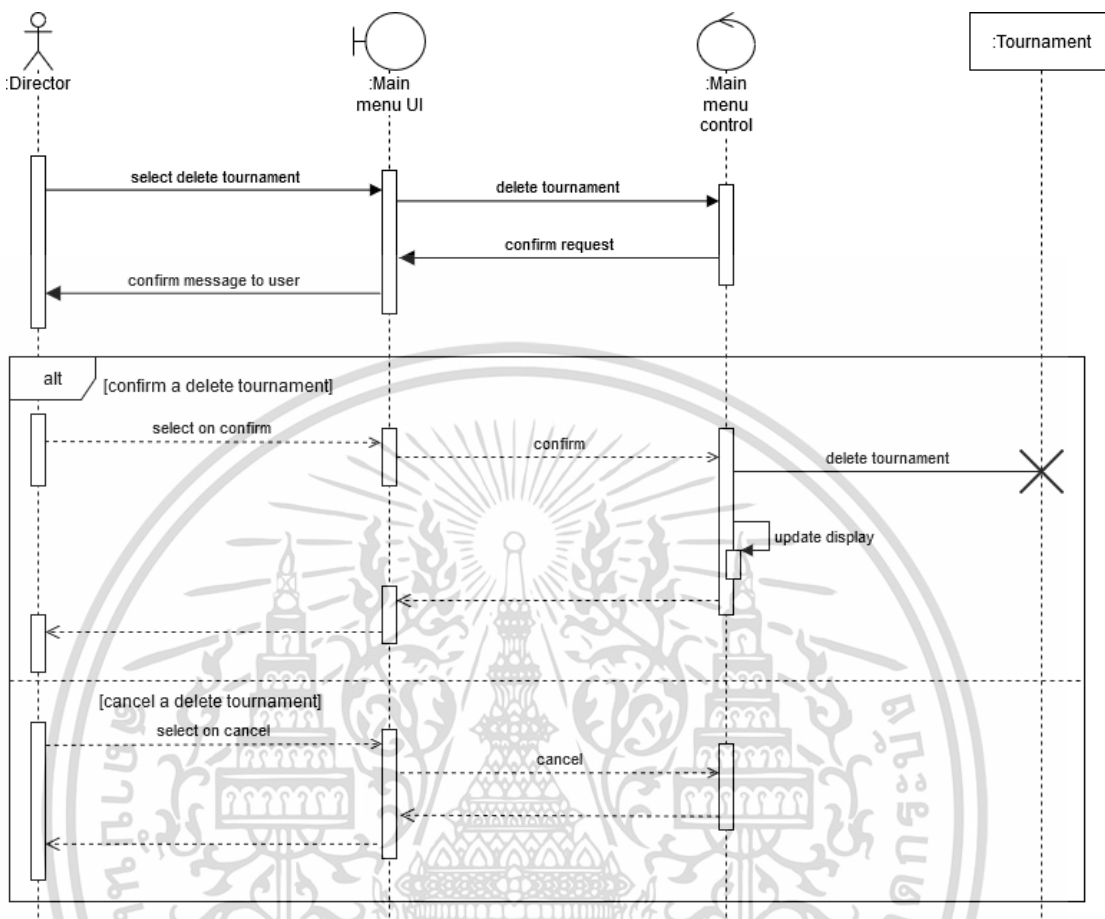 :Director
:Main
menu UI
:Main
menu
control
:Tournament
select delete tournament
delete tournament
confirm request
confirm message to user
alt
[confirm a delete tournament]
select on confirm
confirm
delete tournament
update display
[cancel a delete tournament]
select on cancel
cancel